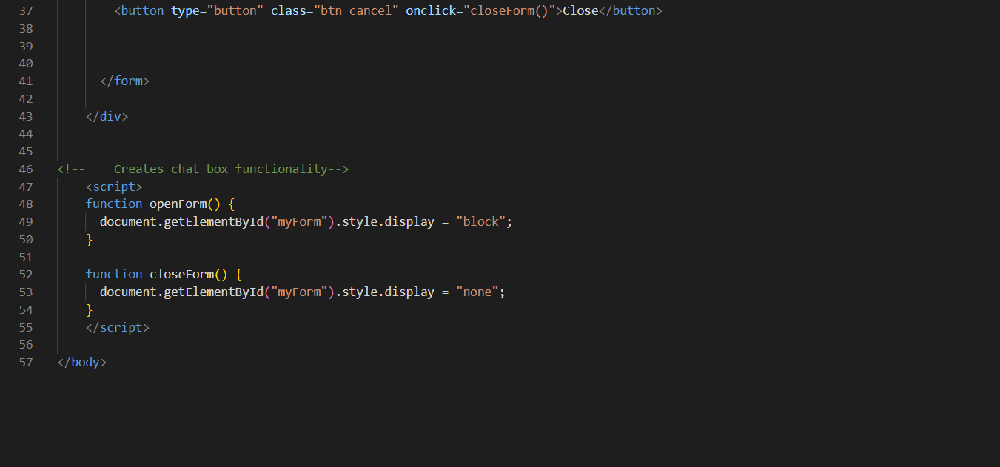 37 <button type="button" class="btn cancel" onclick="closeForm()">Close</button>
38
39
40
41 </form>
42
43 </div>
44
45
46 <!--    Creates chat box functionality-->
47 <script>
48 function openForm() {
49 document.getElementById("myForm").style.display = "block";
50 }
51
52 function closeForm() {
53 document.getElementById("myForm").style.display = "none";
54 }
55 </script>
56
57 </body>